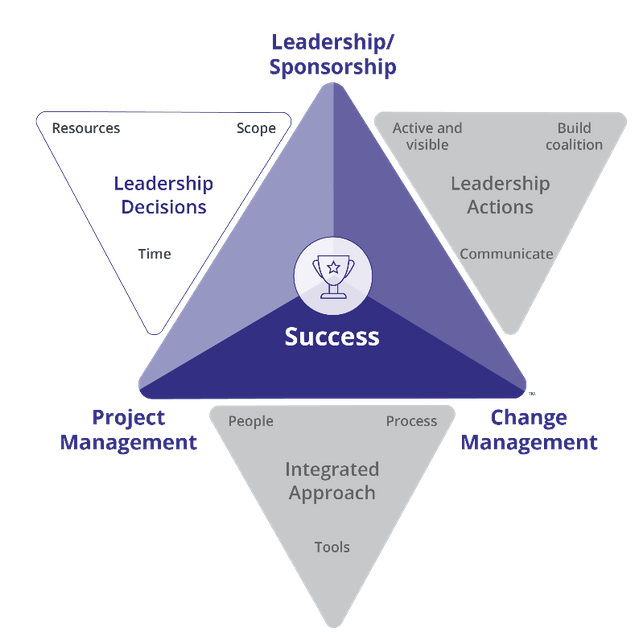 Leadership/
Sponsorship
Resources
Scope
Active and
visible
Build
coalition
Leadership
Decisions
Leadership
Actions
Time
Communicate
Success
TM
Project
Management
Change
Management
People
Process
Integrated
Approach
Tools